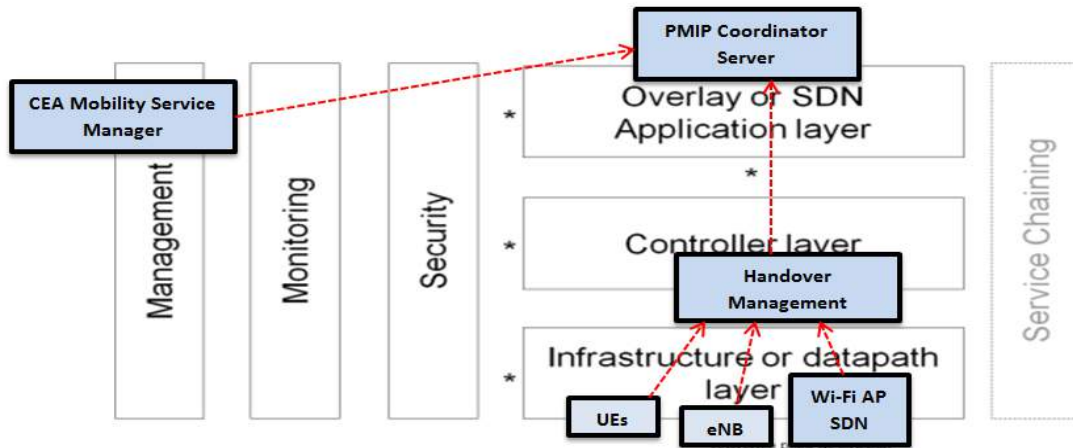 PMIP Coordinator
Server
CEA Mobility Service
Manager
Overlay or SDN
Application layer
*
*
Management
Monitoring
Security
Service Chaining
*
Controller layer
Handover
Management
Infrastructure or datapath
layer
*
UEs
eNB
Wi-Fi AP
SDN